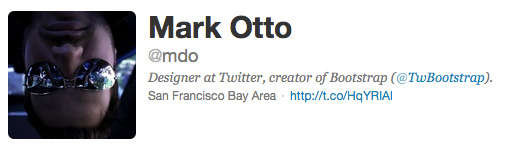 Mark Otto
@mdo
Designer at Twitter, creator of Bootstrap (@TwBootstrap).
San Francisco Bay Area · http://t.co/HqYRIAl